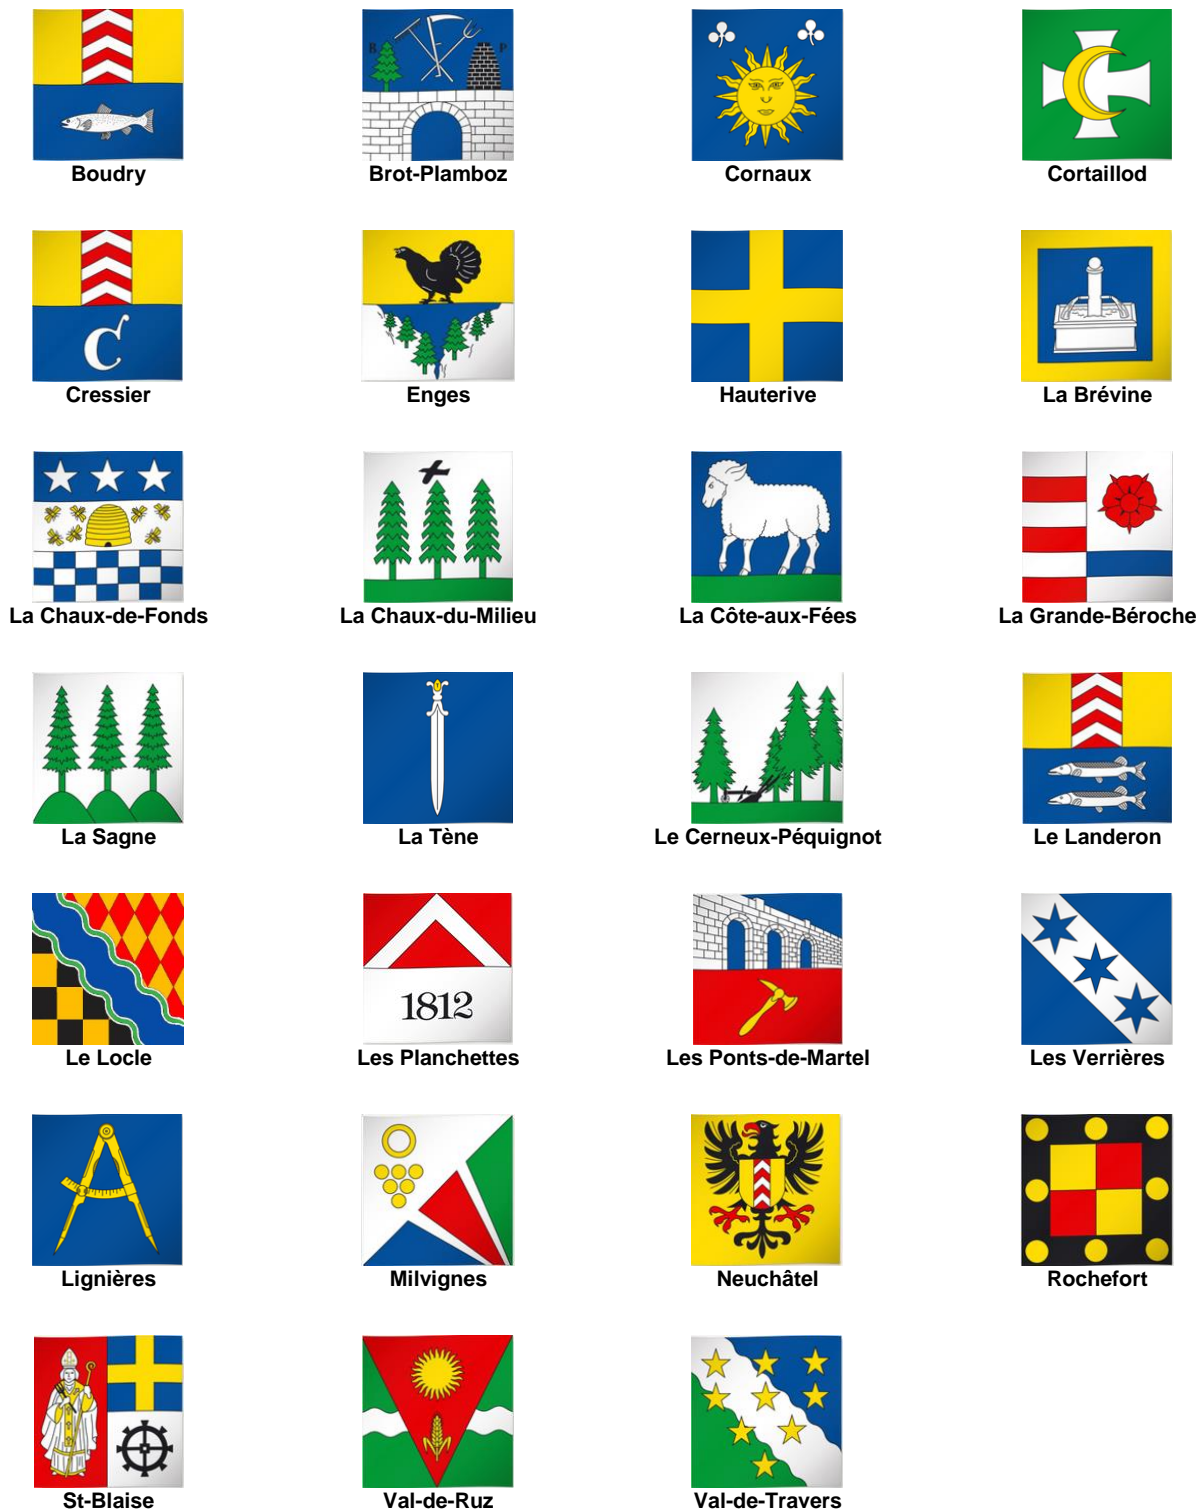 B P
Boudry
Brot-Plamboz
Cornaux
Cortaillod
C
Cressier
Enges
Hauterive
La Brévine
La Chaux-de-Fonds
La Chaux-du-Milieu
La Côte-aux-Fées
La Grande-Béroche
La Sagne
La Tène
Le Cerneux-Péquignot
Le Landeron
1812
Le Locle
Les Planchettes
Les Ponts-de-Martel
Les Verrières
Lignières
Milvignes
Neuchâtel
Rochefort
St-Blaise
Val-de-Ruz
Val-de-Travers